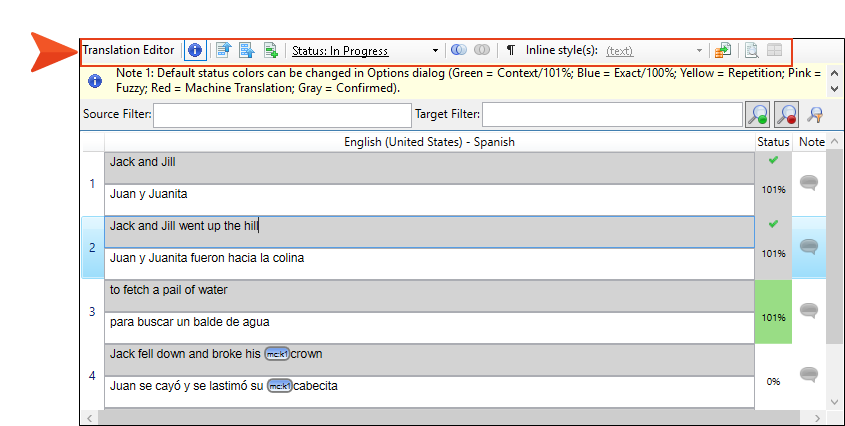 Translation Editor Status: In Progress ¶ Inline style(s): (text)
Note 1: Default status colors can be changed in Options dialog (Green = Context/101%; Blue = Exact/100%; Yellow = Repetition; Pink =
Fuzzy; Red = Machine Translation; Gray = Confirmed).
Source Filter: Target Filter:
English (United States) - Spanish Status Note
Jack and Jill
1 101%
Juan y Juanita
Jack and Jill went up the hill
2 101%
Juan y Juanita fueron hacia la colina
to fetch a pail of water
3 101%
para buscar un balde de agua
Jack fell down and broke his mc:k1 crown
4 0%
Juan se cayó y se lastimó su mc:k1 cabecita